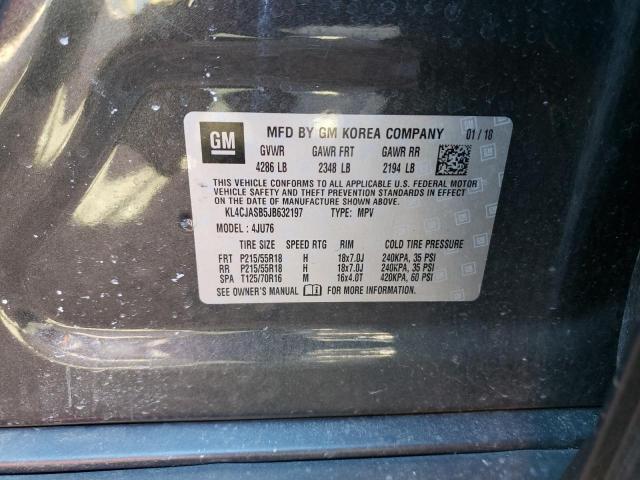 GM MFD BY GM KOREA COMPANY 01/18
GVWR GAWR FRT GAWR RR
4286 LB 2348 LB 2194 LB
THIS VEHICLE CONFORMS TO ALL APPLICABLE U.S. FEDERAL MOTOR
VEHICLE SAFETY AND THEFT PREVENTION STANDARDS IN EFFECT
ON THE DATE OF MANUFACTURE SHOWN ABOVE.
KL4CJASB5JB632197 TYPE: MPV
MODEL: 4JU76
TIRE SIZE SPEED RTG RIM COLD TIRE PRESSURE
FRT P215/55R18 H 18x7.0J 240KPA, 35 PSI
RR P215/55R18 H 18x7.0J 240KPA, 35 PSI
SPA T125/70R16 M 16x4.0T 420KPA, 60 PSI
SEE OWNER'S MANUAL FOR MORE INFORMATION.